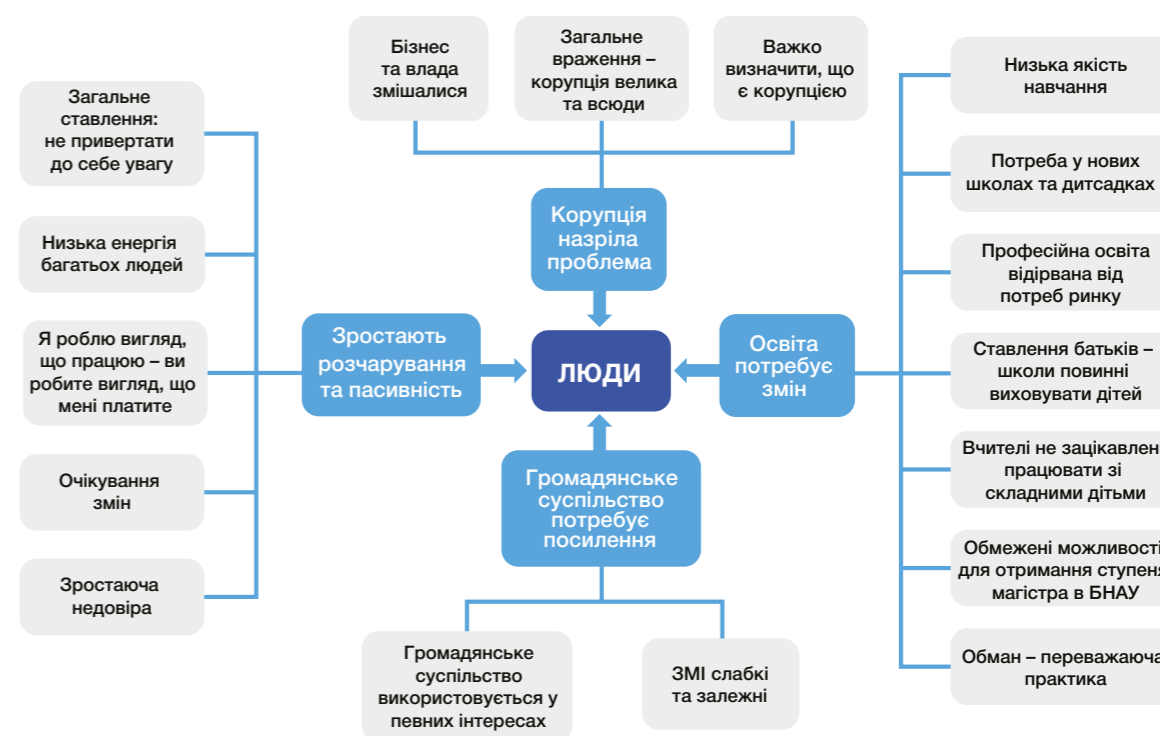 Бізнес
та влада
змішалися
Загальне
враження –
корупція велика
та всюди
Важко
визначити, що
є корупцією
Корупція
назріла
проблема
Загальне
ставлення:
не привертати
до себе увагу
Низька енергія
багатьох людей
Я роблю вигляд,
що працюю – ви
робите вигляд, що
мені платите
Очікування
змін
Зростаюча
недовіра
Зростають
розчарування
та пасивність
ЛЮДИ
Освіта
потребує
змін
Низька якість
навчання
Потреба у нових
школах та дитсадках
Професійна освіта
відірвана від
потреб ринку
Ставлення батьків –
школи повинні
виховувати дітей
Вчителі не зацікавлені
працювати зі
складними дітьми
Обмежені можливості
для отримання ступеня
магістра в БНАУ
Обман – переважаюча
практика
Громадянське
суспільство
потребує
посилення
Громадянське
суспільство
використовується у
певних інтересах
ЗМІ слабкі
та залежні